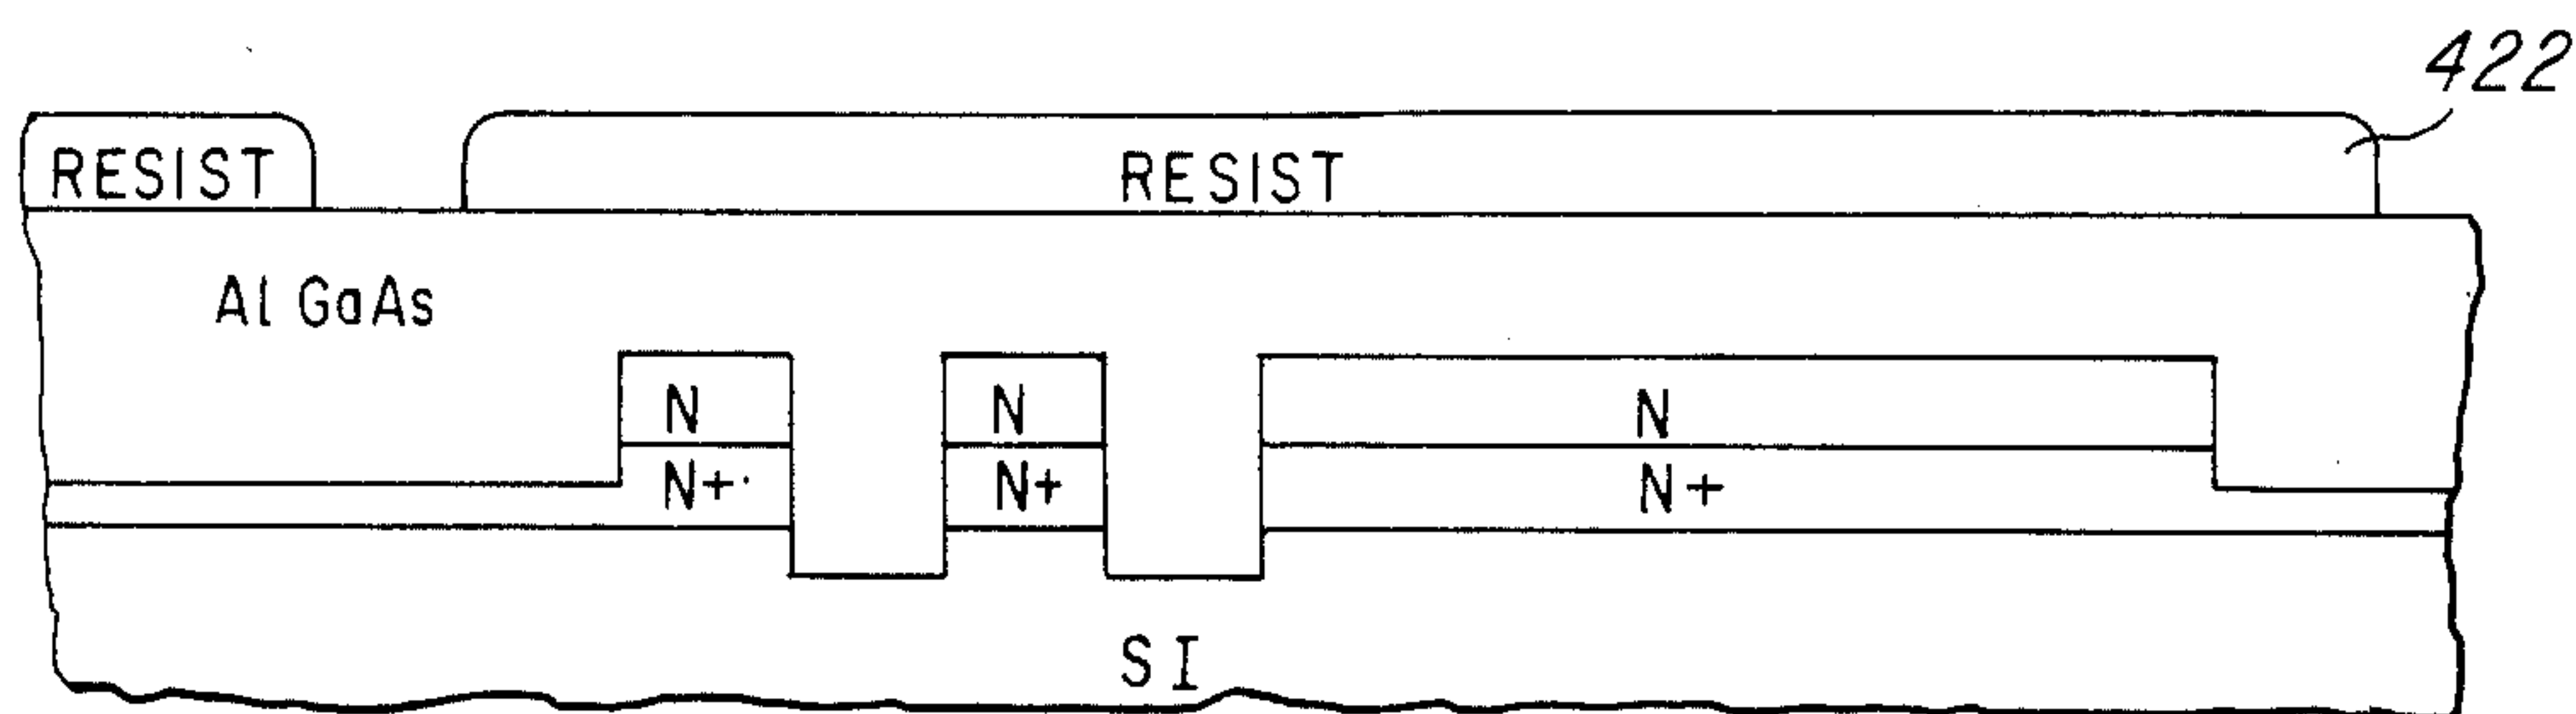 422
RESIST RESIST
Al GaAs
N N N
N+ N+ N+
SI